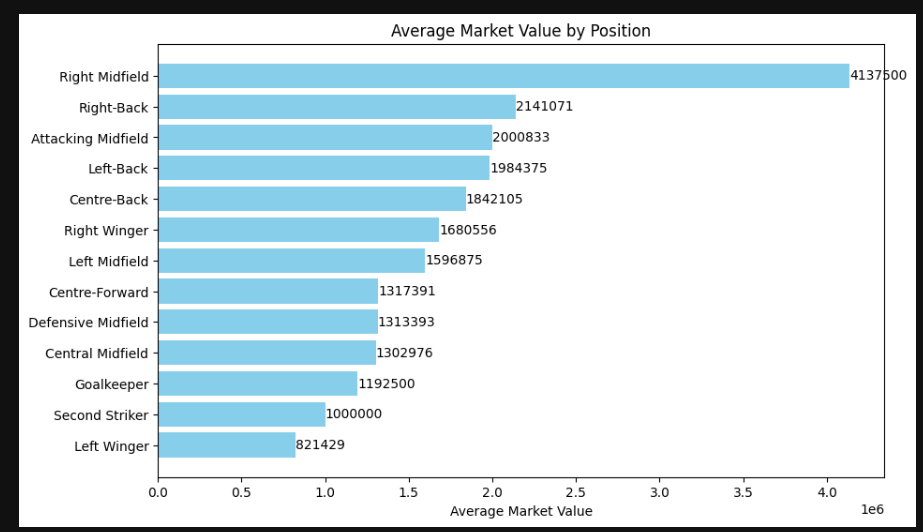 Average Market Value by Position
Right Midfield 4137500
Right-Back 2141071
Attacking Midfield 2000833
Left-Back 1984375
Centre-Back 1842105
Right Winger 1680556
Left Midfield 1596875
Centre-Forward 1317391
Defensive Midfield 1313393
Central Midfield 1302976
Goalkeeper 1192500
Second Striker 1000000
Left Winger 821429
0.0 0.5 1.0 1.5 2.0 2.5 3.0 3.5 4.0
1e6
Average Market Value